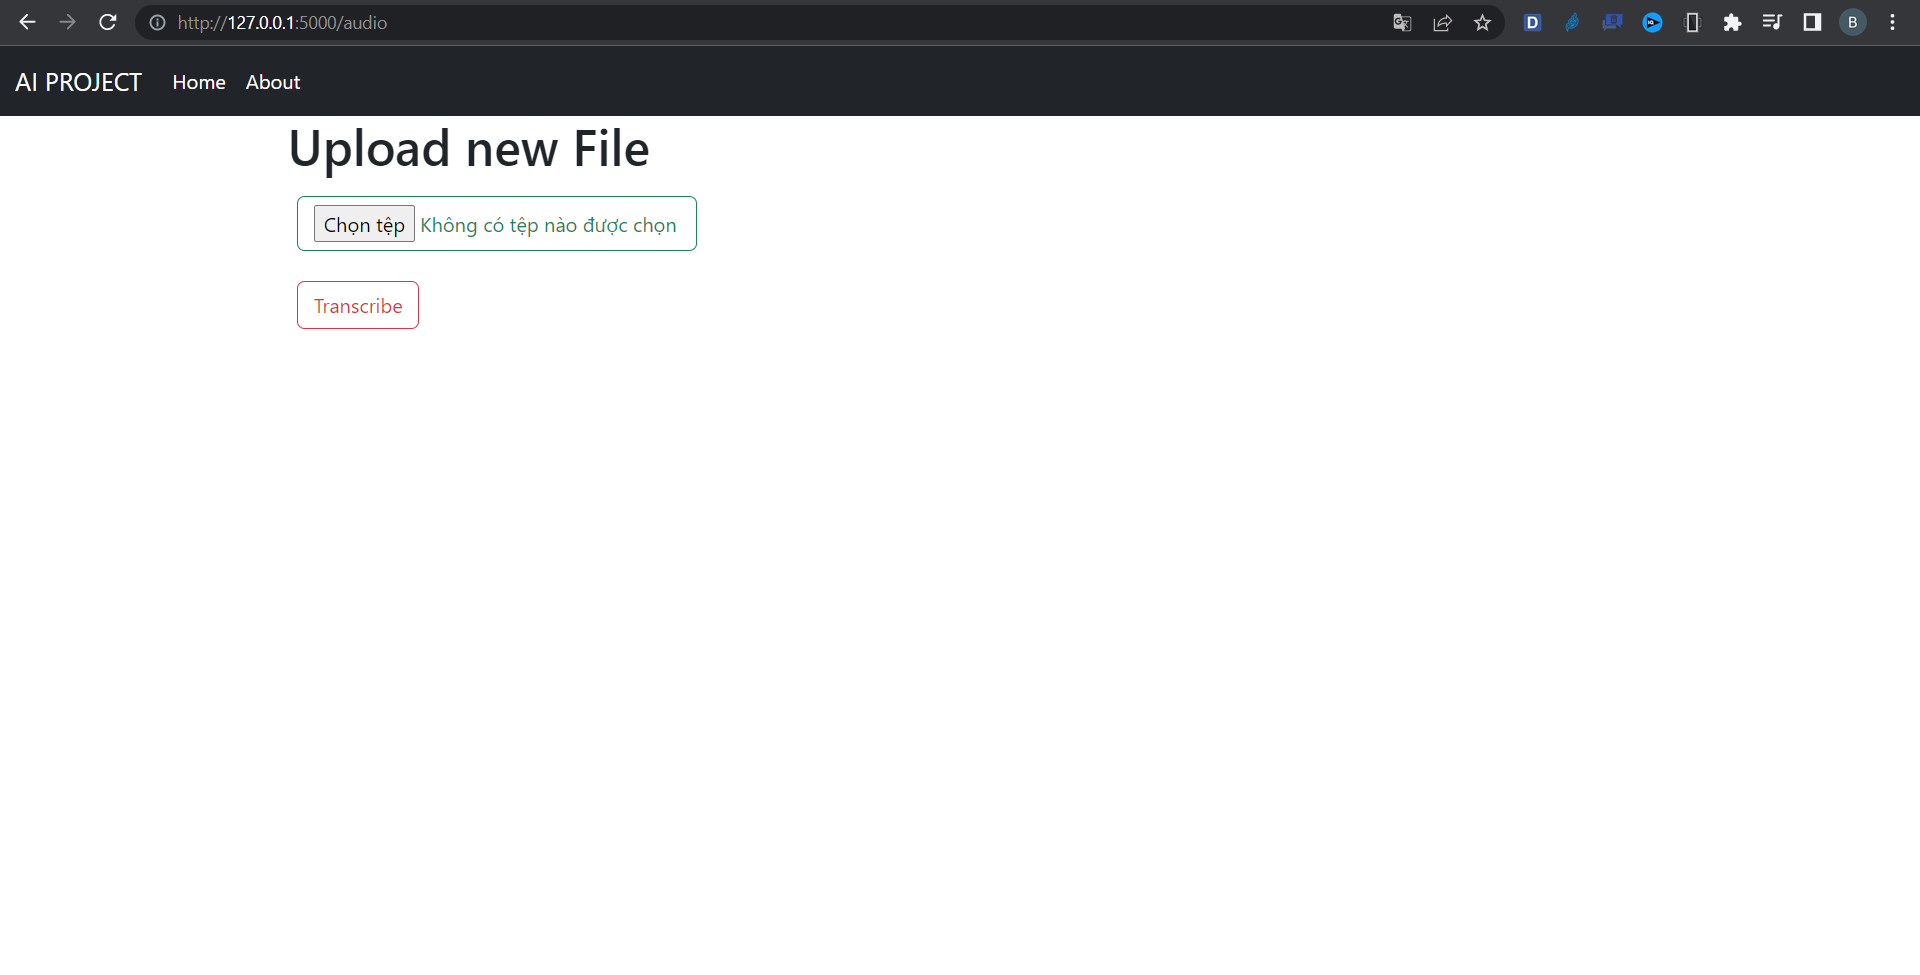 http://127.0.0.1:5000/audio
D
B
AI PROJECT Home About
Upload new File
Chọn tệp Không có tệp nào được chọn
Transcribe